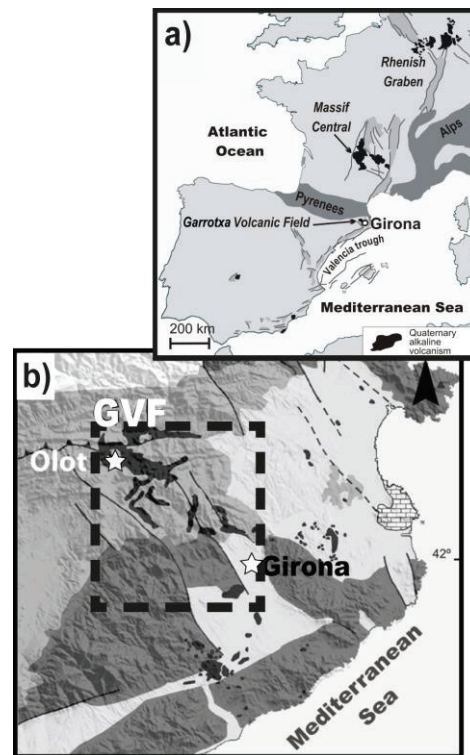 a)
Rhenish
Graben
Massif
Central
Alps
Atlantic
Ocean
Pyrenees
Garrotxa Volcanic Field
Girona
Valencia trough
Mediterranean Sea
200 km
Quaternary
alkaline
volcanism
b)
GVF
Olot
42°
Girona
Mediterranean
Sea